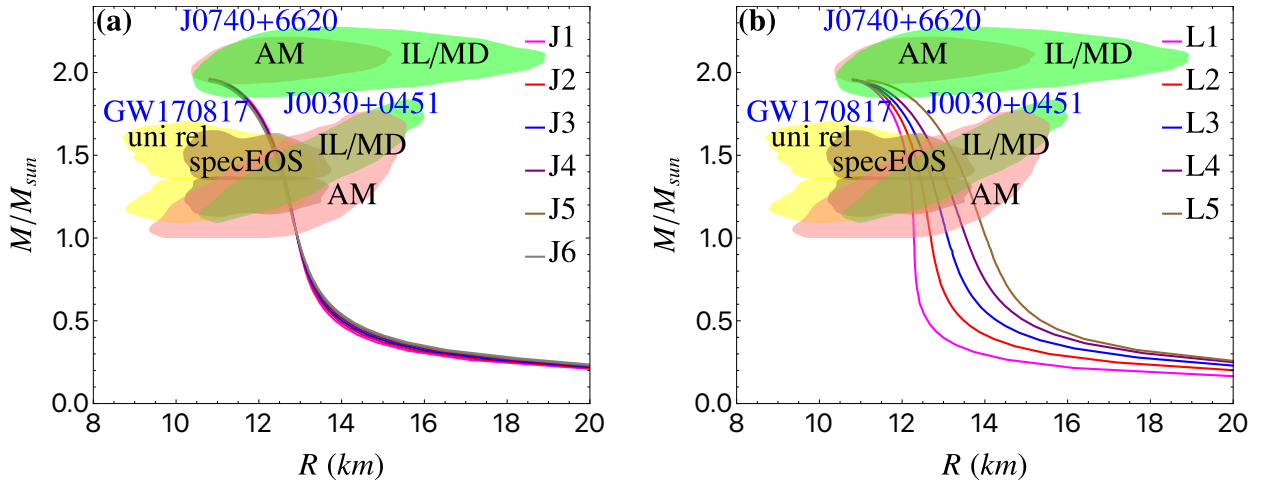 (a)
J0740+6620
AM
IL/MD
GW170817
J0030+0451
uni rel
specEOS
IL/MD
AM
J1
J2
J3
J4
J5
J6
M/M_sun
0.0
0.5
1.0
1.5
2.0
8 10 12 14 16 18 20
R (km)
(b)
J0740+6620
AM
IL/MD
GW170817
J0030+0451
uni rel
specEOS
IL/MD
AM
L1
L2
L3
L4
L5
M/M_sun
0.0
0.5
1.0
1.5
2.0
8 10 12 14 16 18 20
R (km)